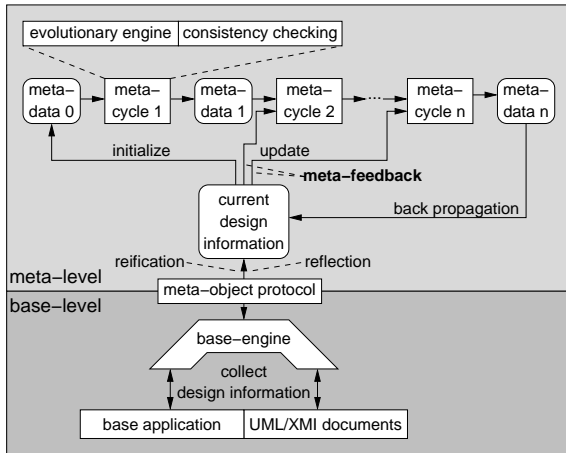 evolutionary engine consistency checking
meta−
data 0
meta−
cycle 1
meta−
data 1
meta−
cycle 2
...
meta−
cycle n
meta−
data n
initialize
update
meta−feedback
current
design
information
back propagation
reification
reflection
meta−level
meta−object protocol
base−level
base−engine
collect
design information
base application
UML/XMI documents